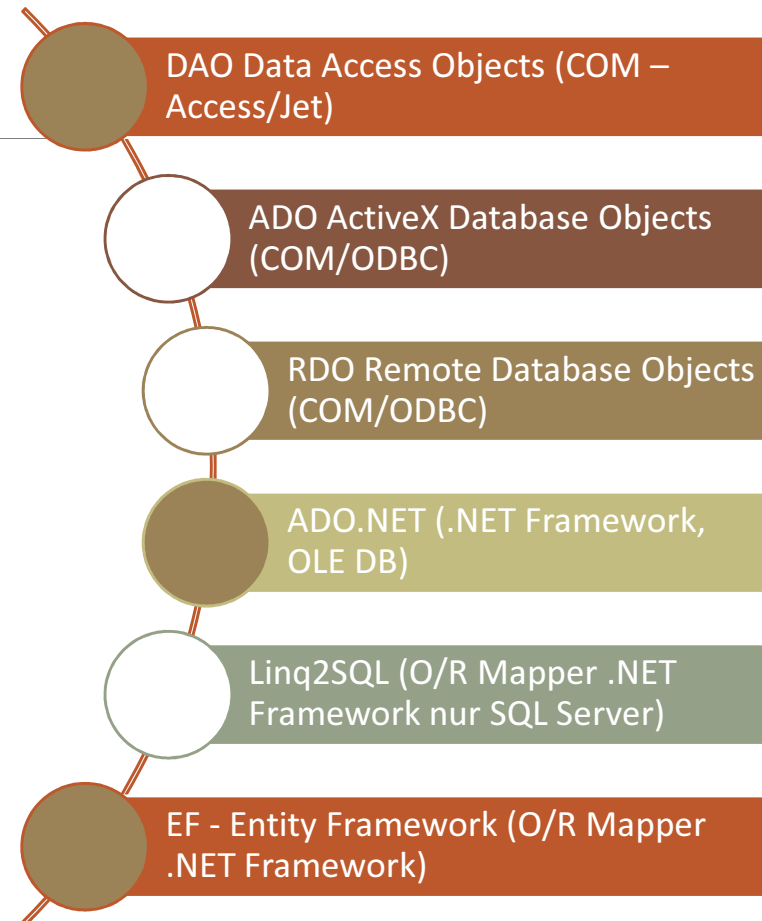 DAO Data Access Objects (COM –
Access/Jet)
ADO ActiveX Database Objects
(COM/ODBC)
RDO Remote Database Objects
(COM/ODBC)
ADO.NET (.NET Framework,
OLE DB)
Linq2SQL (O/R Mapper .NET
Framework nur SQL Server)
EF - Entity Framework (O/R Mapper
.NET Framework)